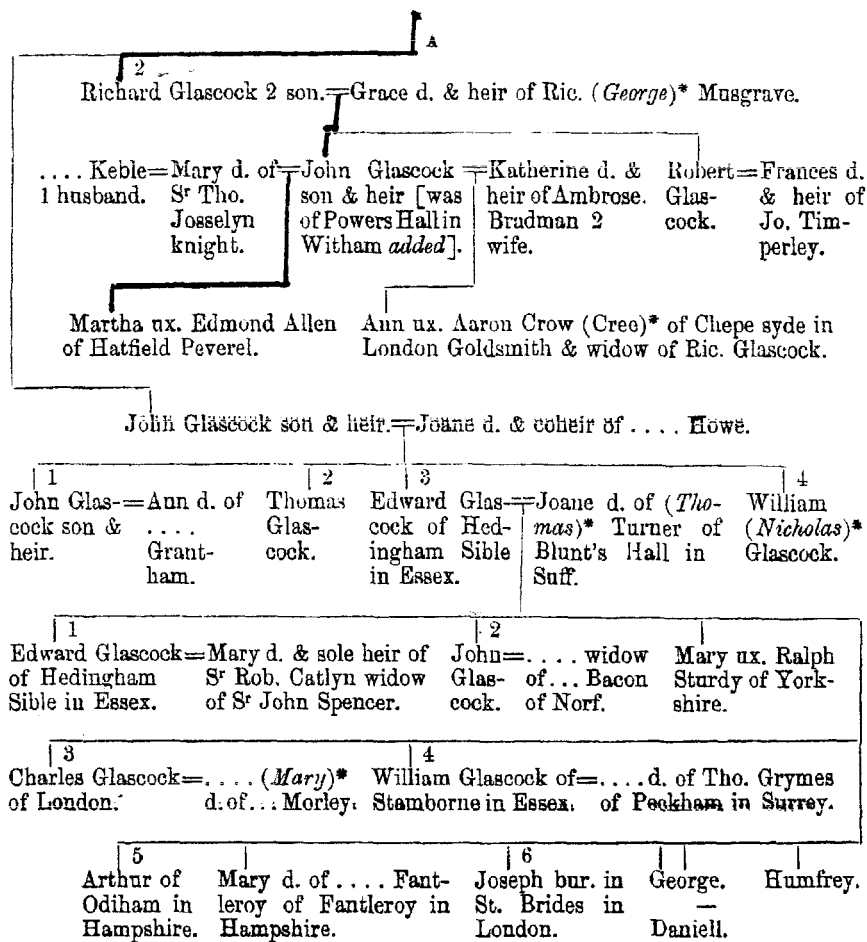 A
2
Richard Glascock 2 son.=Grace d. & heir of Ric. (George)* Musgrave.
.... Keble=Mary d. of=John Glascock=Katherine d. & Robert=Frances d.
1 husband. Sr Tho. son & heir [was heir of Ambrose. Glas- & heir of
Josselyn of Powers Hall in Bradman 2 cock. Jo. Tim-
knight. Witham added]. wife. perley.
Martha ux. Edmond Allen Ann ux. Aaron Crow (Cree)* of Chepe syde in
of Hatfield Peverel. London Goldsmith & widow of Ric. Glascock.
John Glascock son & heir.=Joane d. & coheir of .... Howe.
1 2 3 4
John Glas-=Ann d. of Thomas Edward Glas-=Joane d. of (Tho- William
cock son & .... Glas- cock of Hed- mas)* Turner of (Nicholas)*
heir. Grant- cock. ingham Sible Blunt's Hall in Glascock.
ham. in Essex. Suff.
1 2
Edward Glascock=Mary d. & sole heir of John=.... widow Mary ux. Ralph
of Hedingham Sr Rob. Catlyn widow Glas- of... Bacon Sturdy of York-
Sible in Essex. of Sr John Spencer. cock. of Norf. shire.
3 4
Charles Glascock=.... (Mary)* William Glascock of=....d. of Tho. Grymes
of London. d. of... Morley. Stamborne in Essex. of Peckham in Surrey.
5 6
Arthur of Mary d. of .... Fant- Joseph bur. in George. Humfrey.
Odiham in leroy of Fantleroy in St. Brides in —
Hampshire. Hampshire. London. Daniell.